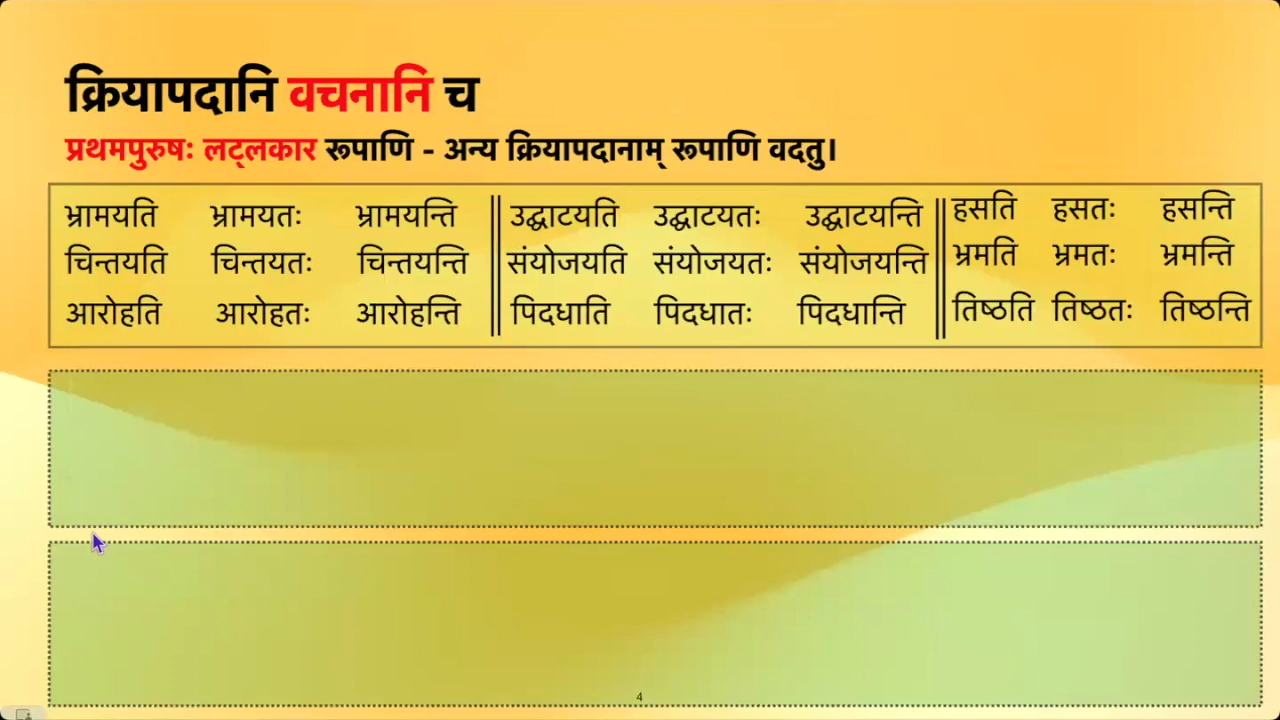 क्रियापदानि वचनानि च
प्रथमपुरुषः लट्लकार रूपाणि - अन्य क्रियापदानाम् रूपाणि वदतु।
भ्रामयति भ्रामयतः भ्रामयन्ति उद्घाटयति उद्घाटयतः उद्घाटयन्ति हसति हसतः हसन्ति
चिन्तयति चिन्तयतः चिन्तयन्ति संयोजयति संयोजयतः संयोजयन्ति भ्रमति भ्रमतः भ्रमन्ति
आरोहति आरोहतः आरोहन्ति पिदधाति पिदधातः पिदधान्ति तिष्ठति तिष्ठतः तिष्ठन्ति
4